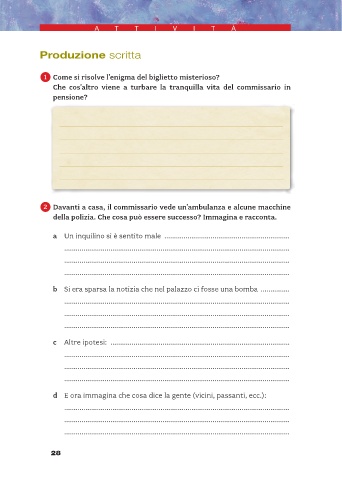 ATTIVITÀ
Produzione scritta
1 Come si risolve l'enigma del biglietto misterioso?
Che cos'altro viene a turbare la tranquilla vita del commissario in
pensione?
2 Davanti a casa, il commissario vede un'ambulanza e alcune macchine
della polizia. Che cosa può essere successo? Immagina e racconta.
a Un inquilino si è sentito male
b Si era sparsa la notizia che nel palazzo ci fosse una bomba
c Altre ipotesi:
d E ora immagina che cosa dice la gente (vicini, passanti, ecc.):
28